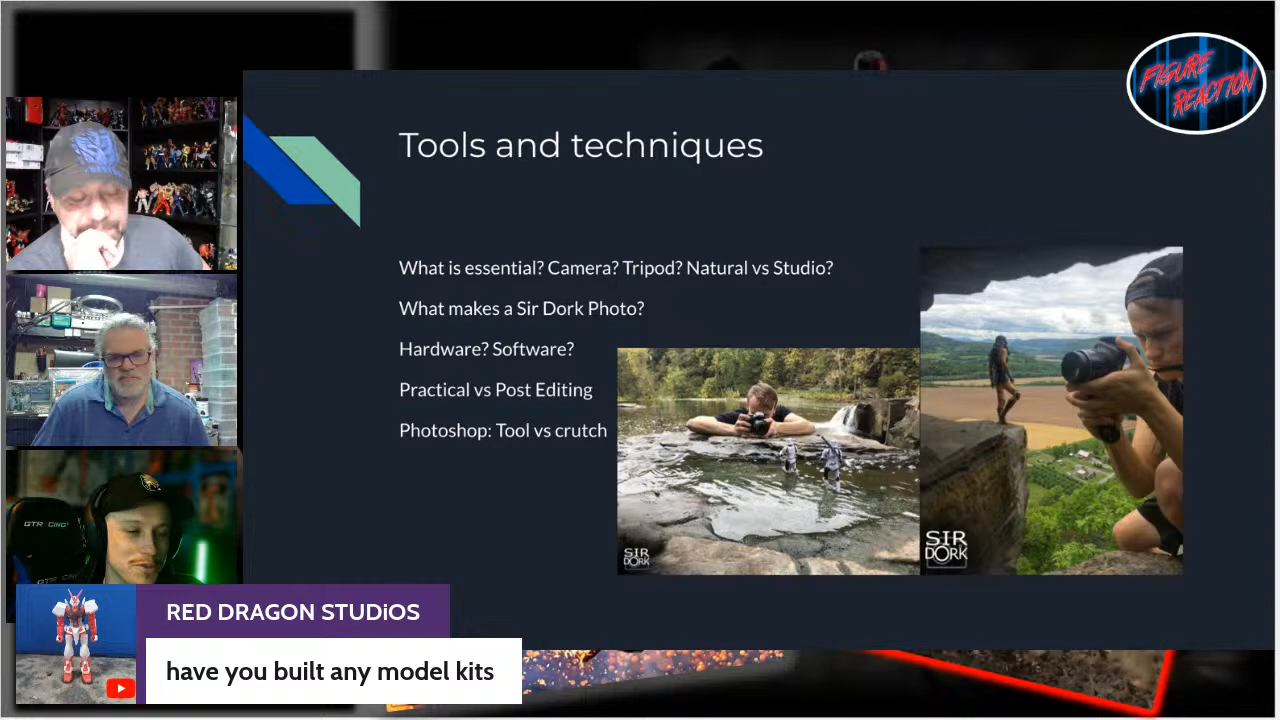 FIGURE
REACTION
Tools and techniques
What is essential? Camera? Tripod? Natural vs Studio?
What makes a Sir Dork Photo?
Hardware? Software?
Practical vs Post Editing
Photoshop: Tool vs crutch
SIR
DORK
SIR
DORK
GTRACING
RED DRAGON STUDiOS
have you built any model kits